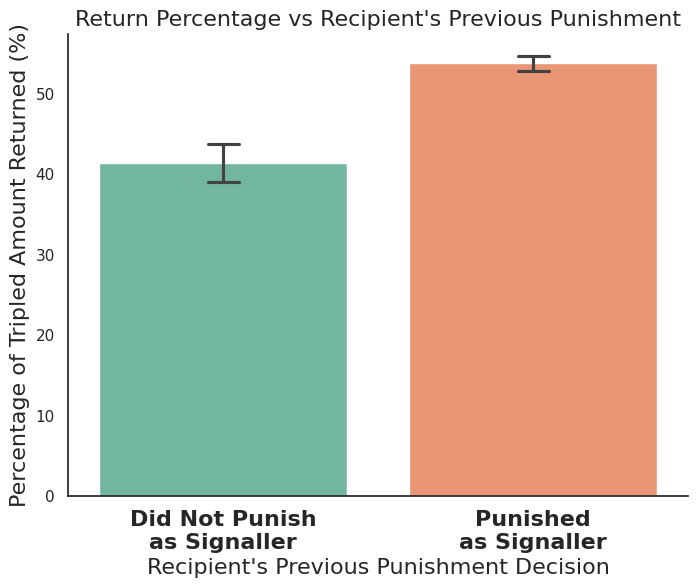 Return Percentage vs Recipient's Previous Punishment
Percentage of Tripled Amount Returned (%)
50
40
30
20
10
0
Did Not Punish
as Signaller
Punished
as Signaller
Recipient's Previous Punishment Decision